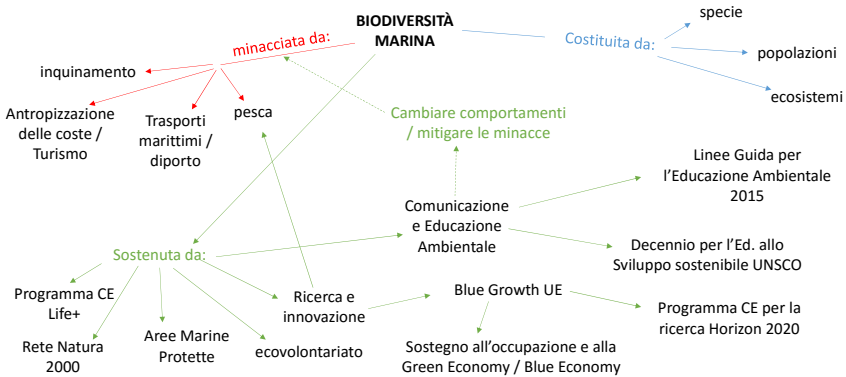 BIODIVERSITÀ
MARINA
minacciata da:
Costituita da:
specie
popolazioni
ecosistemi
inquinamento
Antropizzazione
delle coste /
Turismo
Trasporti
marittimi /
diporto
pesca
Cambiare comportamenti
/ mitigare le minacce
Linee Guida per
l'Educazione Ambientale
2015
Comunicazione
e Educazione
Ambientale
Decennio per l'Ed. allo
Sviluppo sostenibile UNSCO
Sostenuta da:
Programma CE
Life+
Rete Natura
2000
Aree Marine
Protette
ecovolontariato
Ricerca e
innovazione
Blue Growth UE
Programma CE per la
ricerca Horizon 2020
Sostegno all'occupazione e alla
Green Economy / Blue Economy